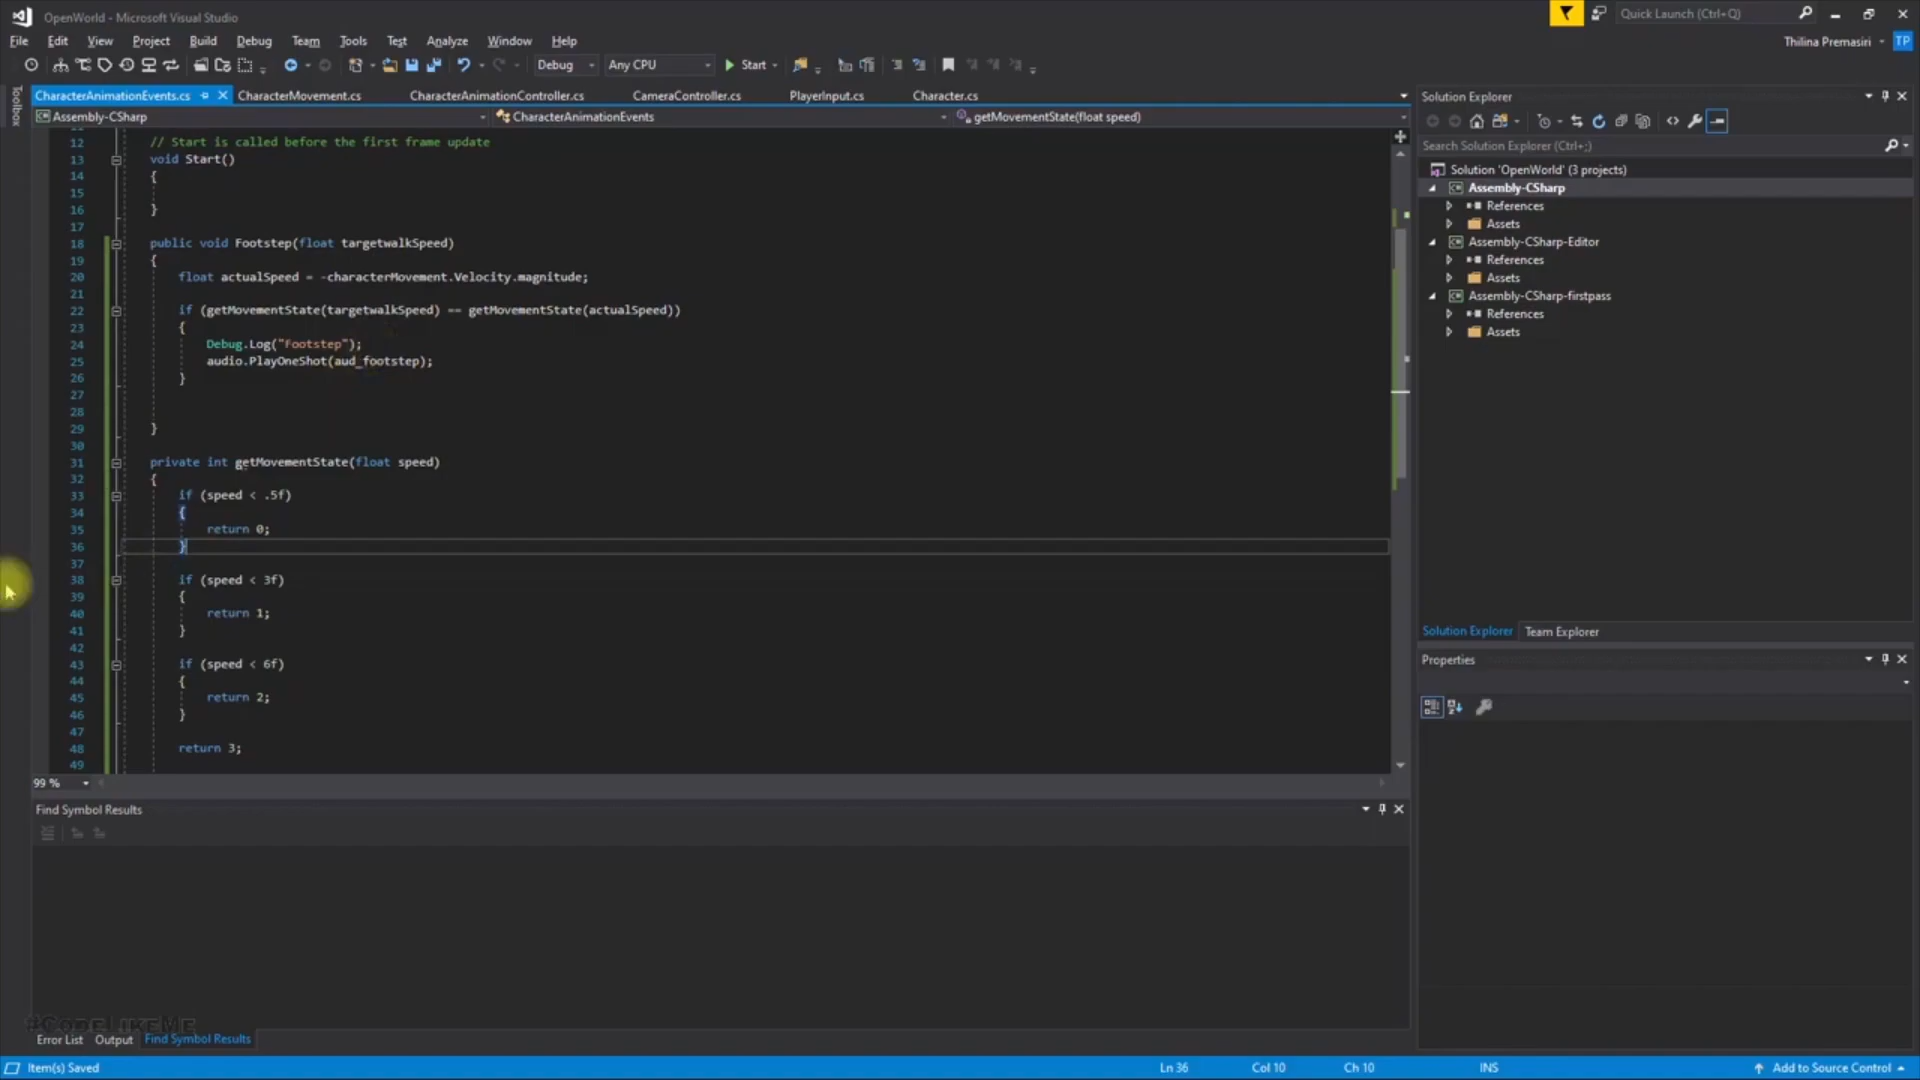 OpenWorld - Microsoft Visual Studio
Quick Launch (Ctrl+Q)
File Edit View Project Build Debug Team Tools Test Analyze Window Help
Thilina Premasiri TP
Debug Any CPU Start
Toolbox
CharacterAnimationEvents.cs CharacterMovement.cs CharacterAnimationController.cs CameraController.cs PlayerInput.cs Character.cs
Assembly-CSharp CharacterAnimationEvents getMovementState(float speed)
12 // Start is called before the first frame update
13 void Start()
14 {
15
16 }
17
18 public void Footstep(float targetwalkSpeed)
19 {
20 float actualSpeed = -characterMovement.Velocity.magnitude;
21
22 if (getMovementState(targetwalkSpeed) == getMovementState(actualSpeed))
23 {
24 Debug.Log("Footstep");
25 audio.PlayOneShot(aud_footstep);
26 }
27
28
29 }
30
31 private int getMovementState(float speed)
32 {
33 if (speed < .5f)
34 {
35 return 0;
36 }
37
38 if (speed < 3f)
39 {
40 return 1;
41 }
42
43 if (speed < 6f)
44 {
45 return 2;
46 }
47
48 return 3;
49
99 %
Find Symbol Results
#CodeLikeMe
Error List Output Find Symbol Results
Solution Explorer
Search Solution Explorer (Ctrl+;)
Solution 'OpenWorld' (3 projects)
Assembly-CSharp
References
Assets
Assembly-CSharp-Editor
References
Assets
Assembly-CSharp-firstpass
References
Assets
Solution Explorer Team Explorer
Properties
Item(s) Saved Ln 36 Col 10 Ch 10 INS Add to Source Control